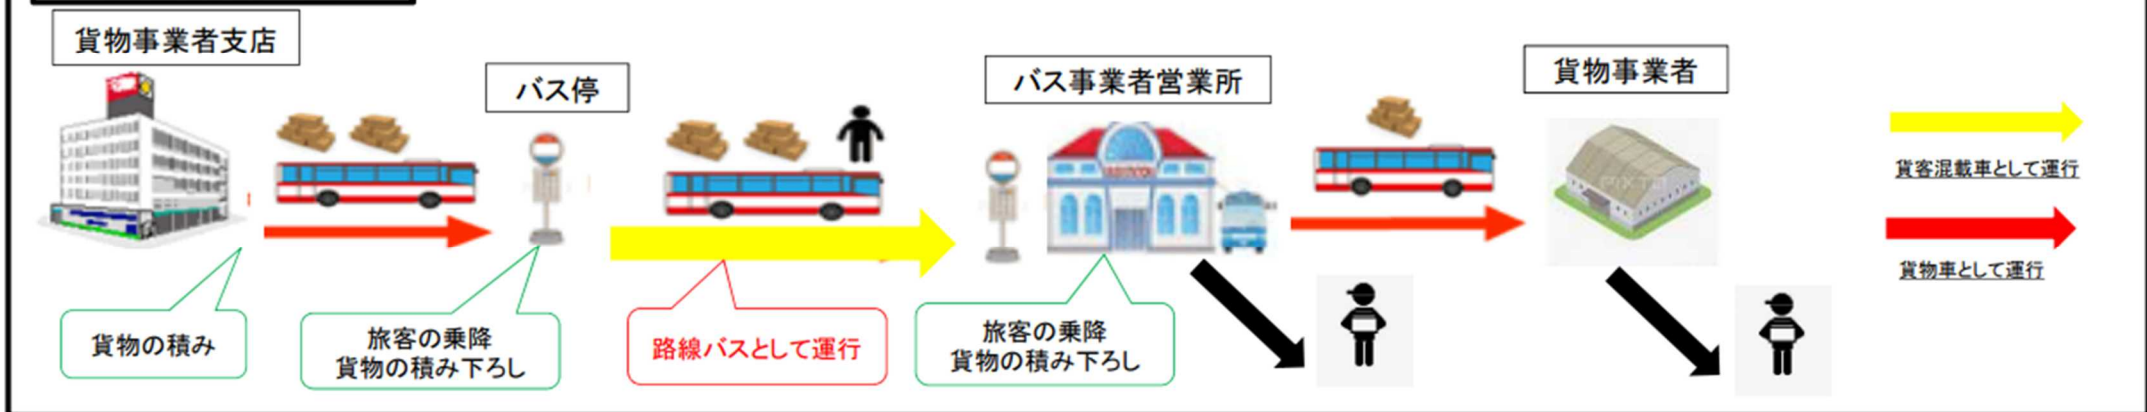 貨物事業者支店
バス停
バス事業者営業所
貨物事業者
貨客混載車として運行
貨物車として運行
貨物の積み
旅客の乗降
貨物の積み下ろし
路線バスとして運行
旅客の乗降
貨物の積み下ろし